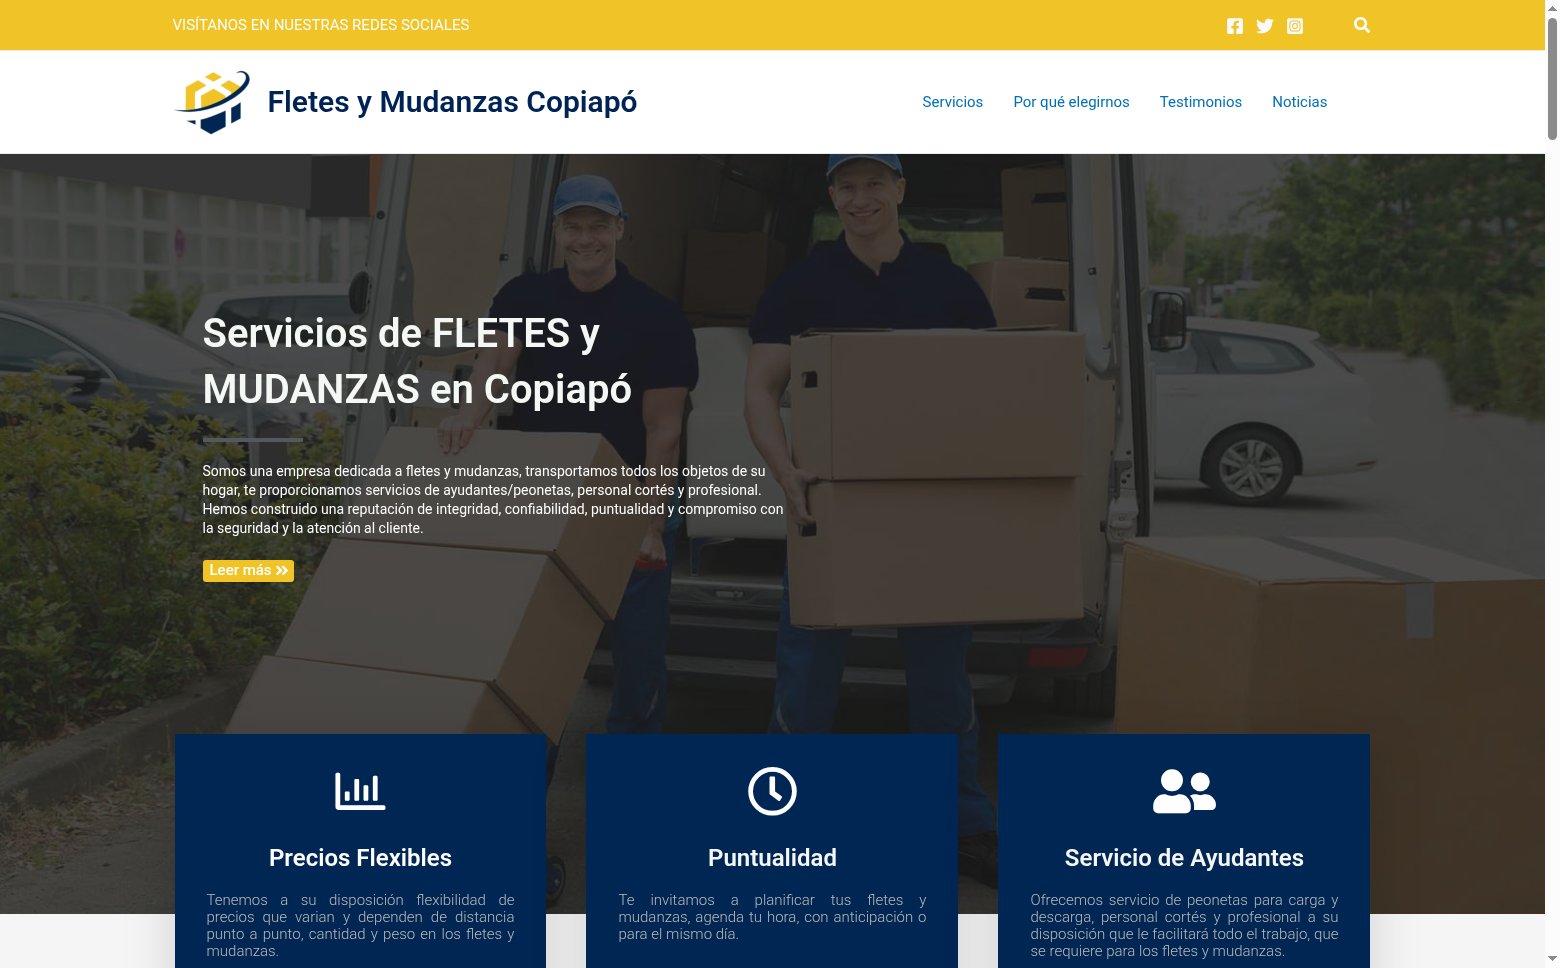 VISÍTANOS EN NUESTRAS REDES SOCIALES
Fletes y Mudanzas Copiapó
Servicios
Por qué elegirnos
Testimonios
Noticias
Servicios de FLETES y
MUDANZAS en Copiapó
Somos una empresa dedicada a fletes y mudanzas, transportamos todos los objetos de su
hogar, te proporcionamos servicios de ayudantes/peonetas, personal cortés y profesional.
Hemos construido una reputación de integridad, confiabilidad, puntualidad y compromiso con
la seguridad y la atención al cliente.
Leer más
Precios Flexibles
Tenemos a su disposición flexibilidad de
precios que varian y dependen de distancia
punto a punto, cantidad y peso en los fletes y
mudanzas.
Puntualidad
Te invitamos a planificar tus fletes y
mudanzas, agenda tu hora, con anticipación o
para el mismo día.
Servicio de Ayudantes
Ofrecemos servicio de peonetas para carga y
descarga, personal cortés y profesional a su
disposición que le facilitará todo el trabajo, que
se requiere para los fletes y mudanzas.